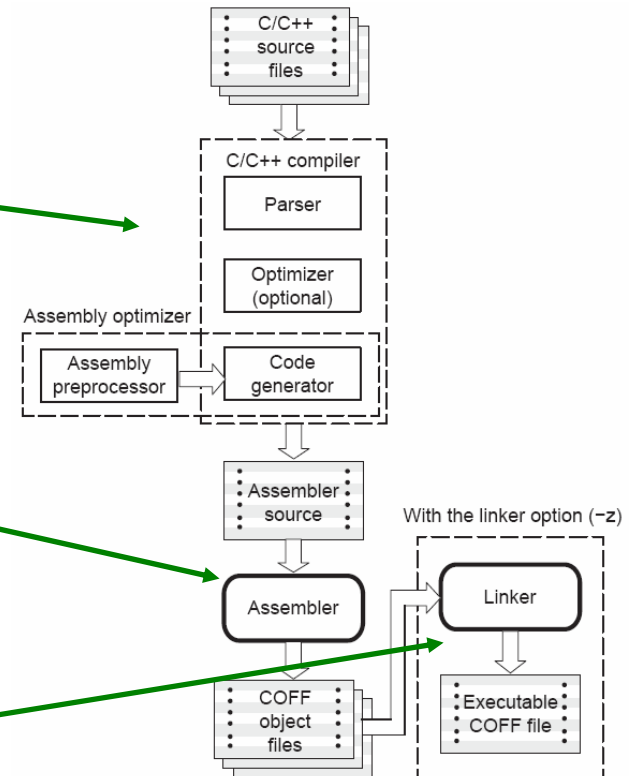 C/C++
source
files
C/C++ compiler
Parser
Optimizer
(optional)
Assembly optimizer
Assembly
preprocessor
Code
generator
Assembler
source
With the linker option (−z)
Assembler
Linker
COFF
object
files
Executable
COFF file